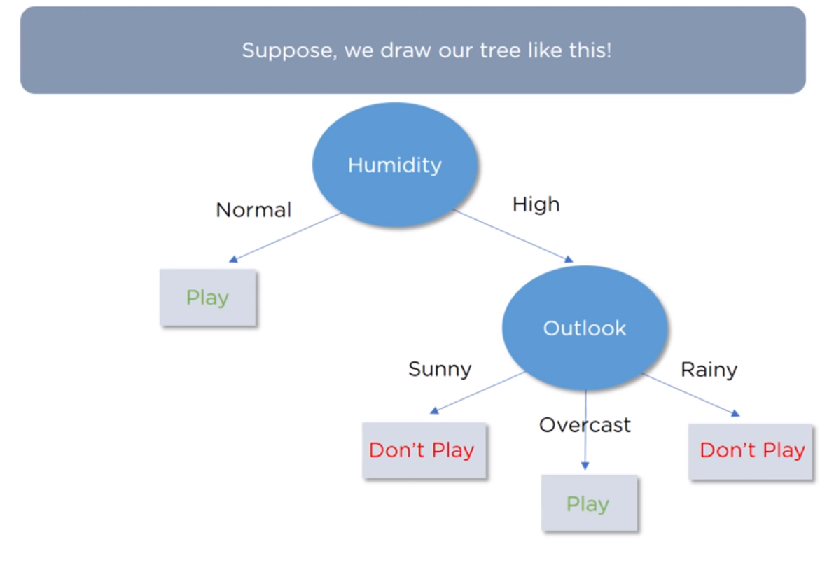 Suppose, we draw our tree like this!
Humidity
Normal
High
Play
Outlook
Sunny
Rainy
Overcast
Don't Play
Don't Play
Play